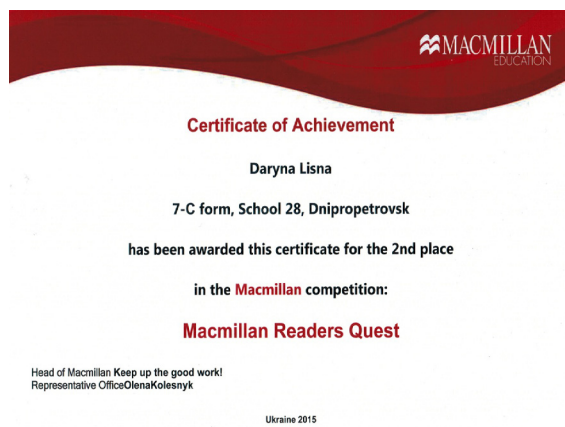 MACMILLAN
EDUCATION
Certificate of Achievement
Daryna Lisna
7-C form, School 28, Dnipropetrovsk
has been awarded this certificate for the 2nd place
in the Macmillan competition:
Macmillan Readers Quest
Head of Macmillan Keep up the good work!
Representative OfficeOlenaKolesnyk
Ukraine 2015